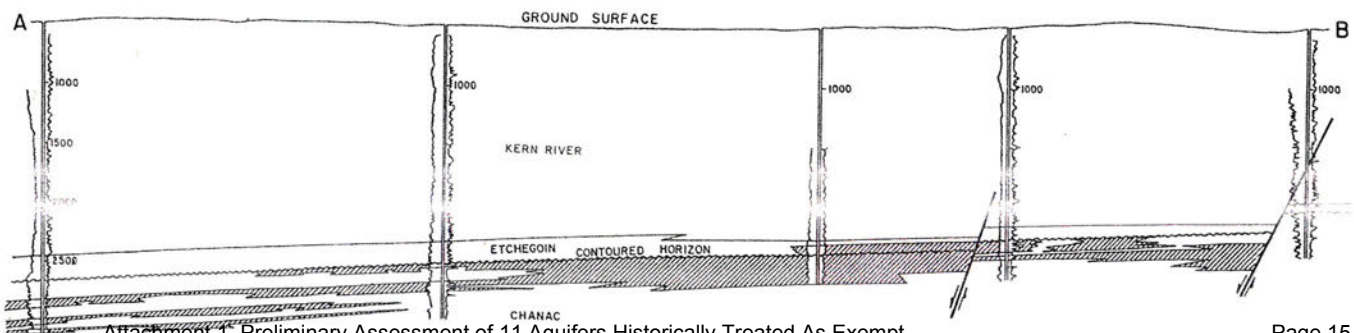 GROUND SURFACE
A
B
1000
1000
1000
1000
1000
1500
KERN RIVER
2000
2500
ETCHEGOIN CONTOURED HORIZON
CHANAC
Attachment 1 Preliminary Assessment of 11 Aquifers Historically Treated As Exempt
Page 15